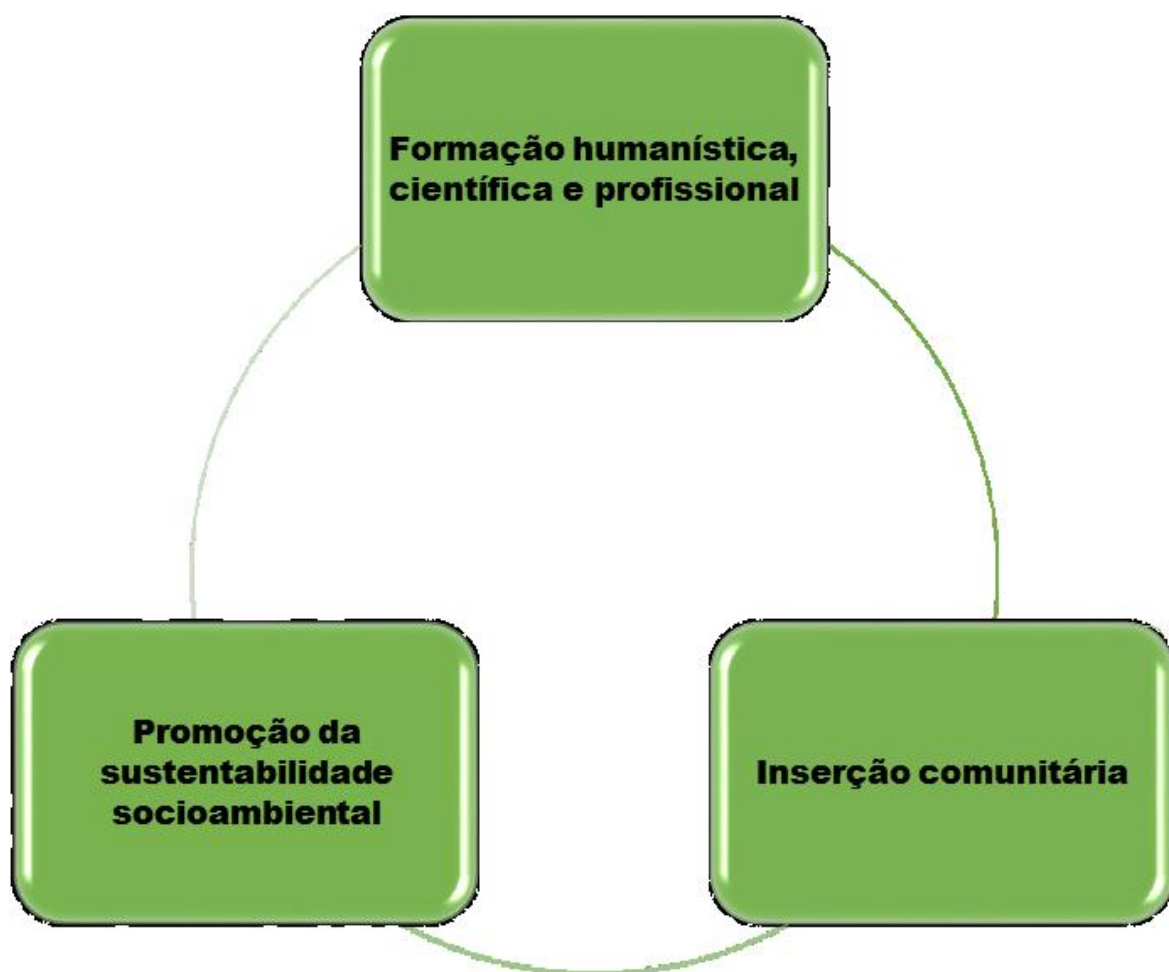 Formação humanística,
científica e profissional
Promoção da
sustentabilidade
socioambiental
Inserção comunitária